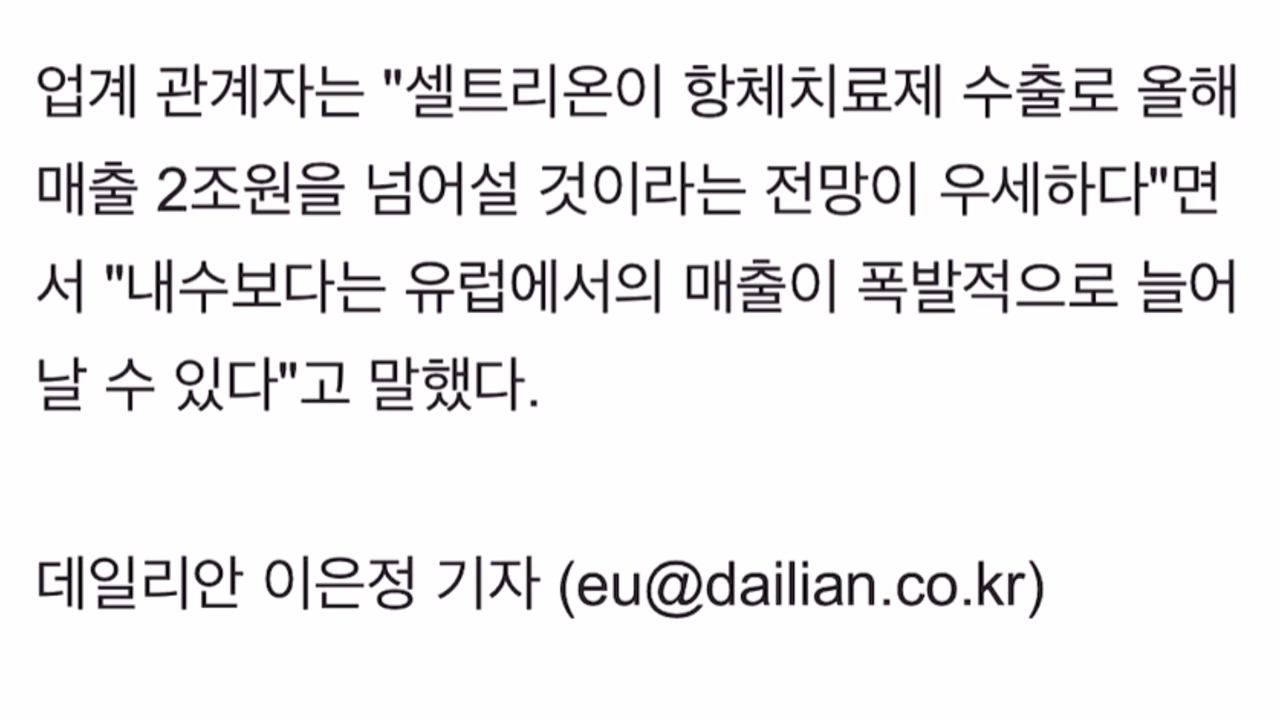 업계 관계자는 "셀트리온이 항체치료제 수출로 올해
매출 2조원을 넘어설 것이라는 전망이 우세하다"면
서 "내수보다는 유럽에서의 매출이 폭발적으로 늘어
날 수 있다"고 말했다.
데일리안 이은정 기자 (eu@dailian.co.kr)